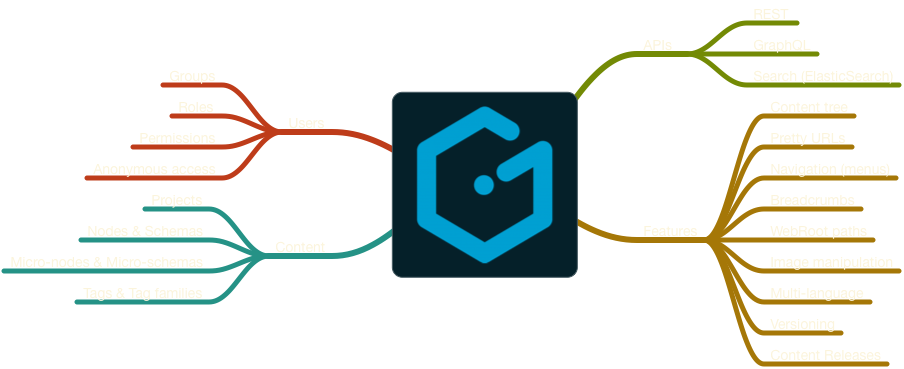 Users
Groups
Roles
Permissions
Anonymous access
Content
Projects
Nodes & Schemas
Micro-nodes & Micro-schemas
Tags & Tag families
APIs
REST
GraphQL
Search (ElasticSearch)
Features
Content tree
Pretty URLs
Navigation (menus)
Breadcrumbs
WebRoot paths
Image manipulation
Multi-language
Versioning
Content Releases